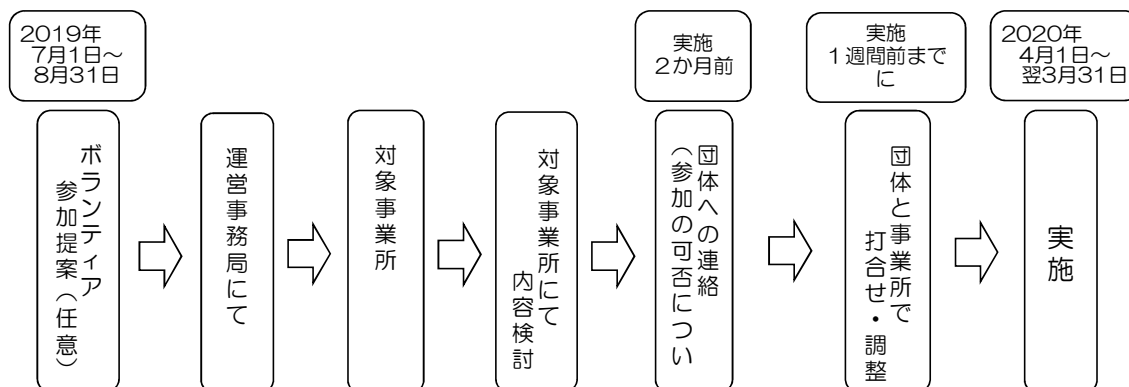 2019年
7月1日～
8月31日
実施
2か月前
実施
1週間前まで
に
2020年
4月1日～
翌3月31日
ボランティア
参加提案（任意）
運営事務局にて
対象事業所
対象事業所にて
内容検討
団体への連絡
（参加の可否につい
団体と事業所で
打合せ・調整
実施